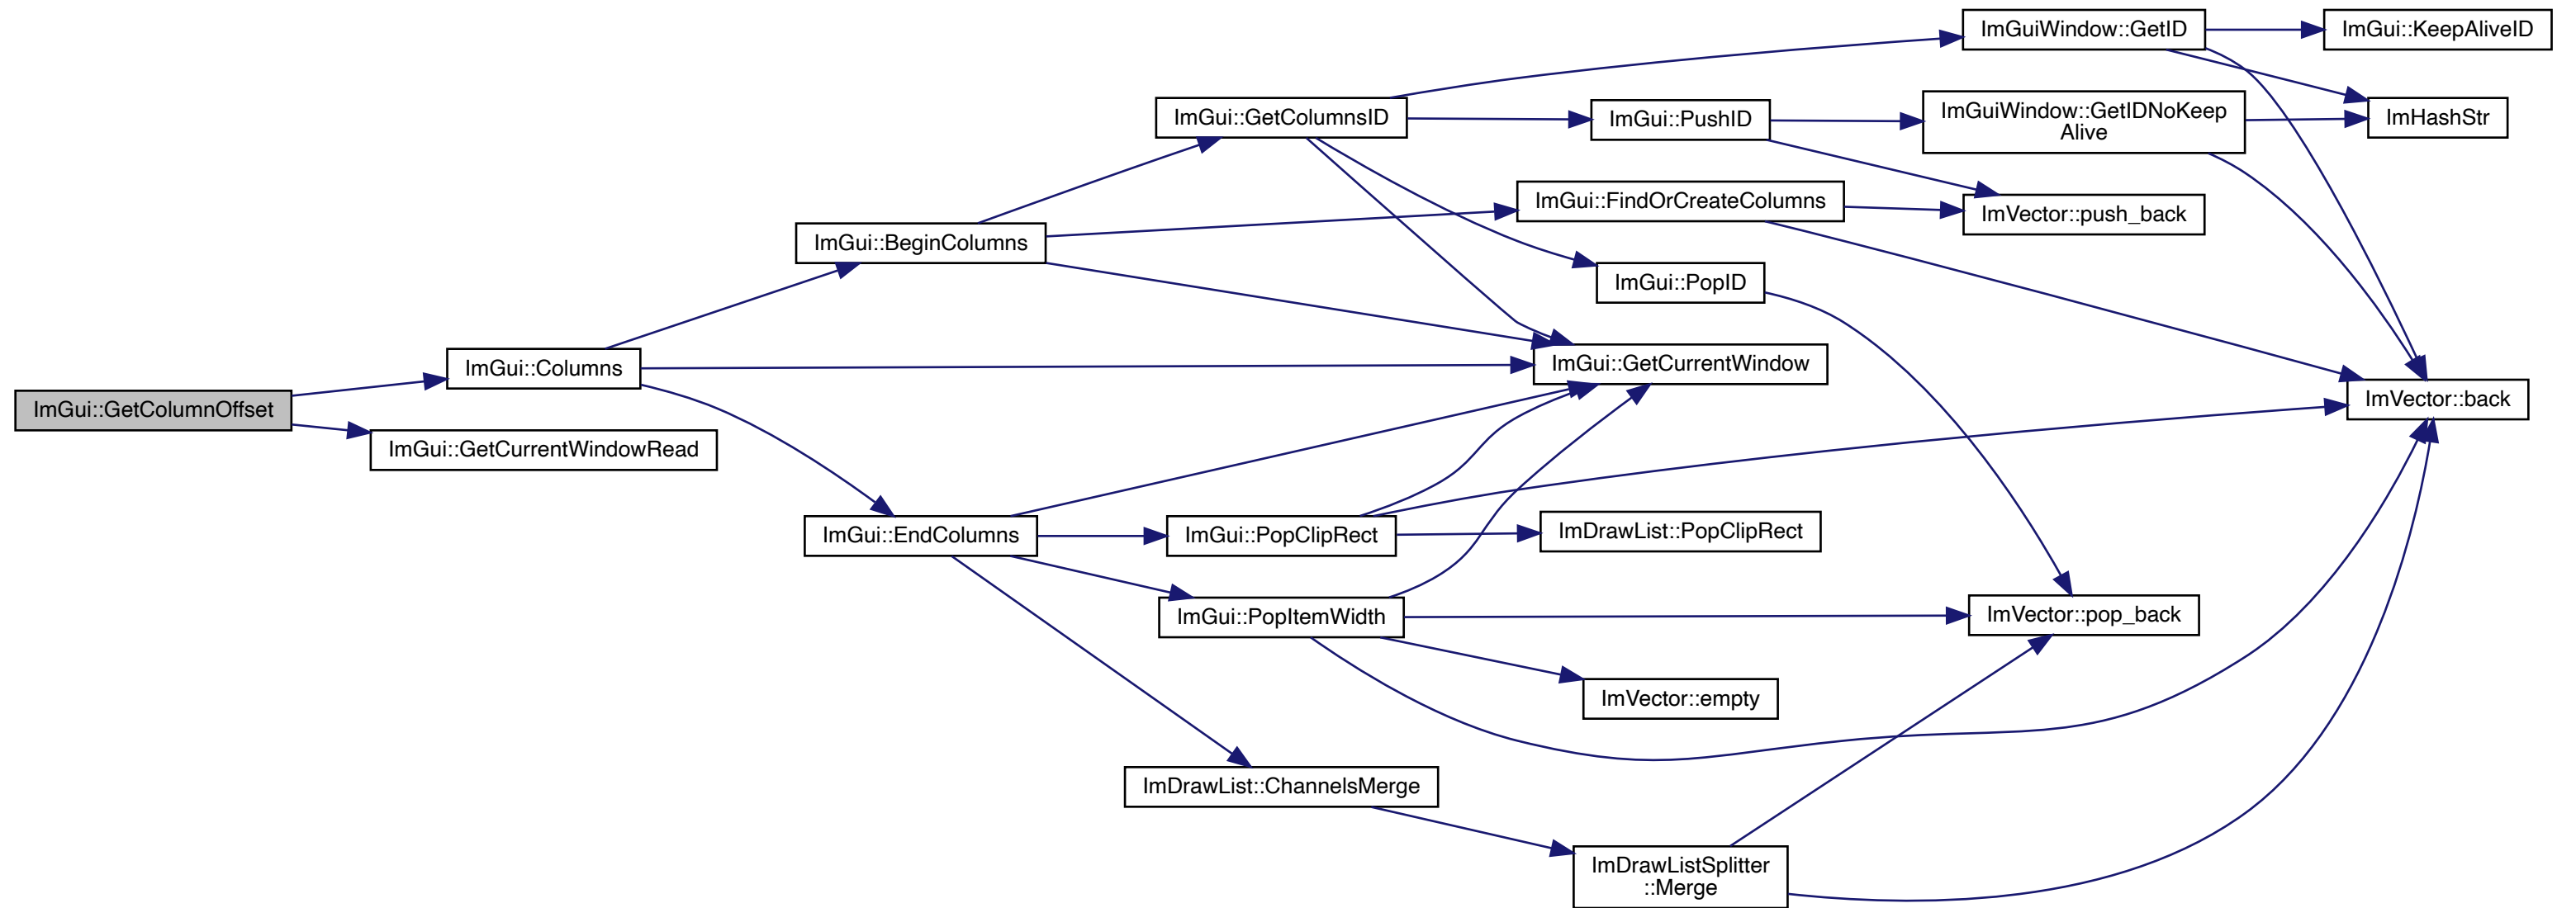 ImGui::GetColumnOffset
ImGui::Columns
ImGui::GetCurrentWindowRead
ImGui::BeginColumns
ImGui::EndColumns
ImGui::GetColumnsID
ImGui::PopClipRect
ImGui::PopItemWidth
ImDrawList::ChannelsMerge
ImGui::PushID
ImGui::FindOrCreateColumns
ImGui::PopID
ImGui::GetCurrentWindow
ImDrawList::PopClipRect
ImVector::empty
ImDrawListSplitter
::Merge
ImGuiWindow::GetID
ImGuiWindow::GetIDNoKeep
Alive
ImVector::push_back
ImVector::pop_back
ImGui::KeepAliveID
ImHashStr
ImVector::back